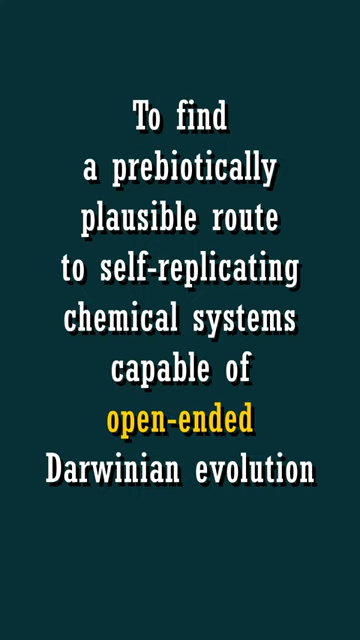 To find
a prebiotically
plausible route
to self-replicating
chemical systems
capable of
open-ended
Darwinian evolution